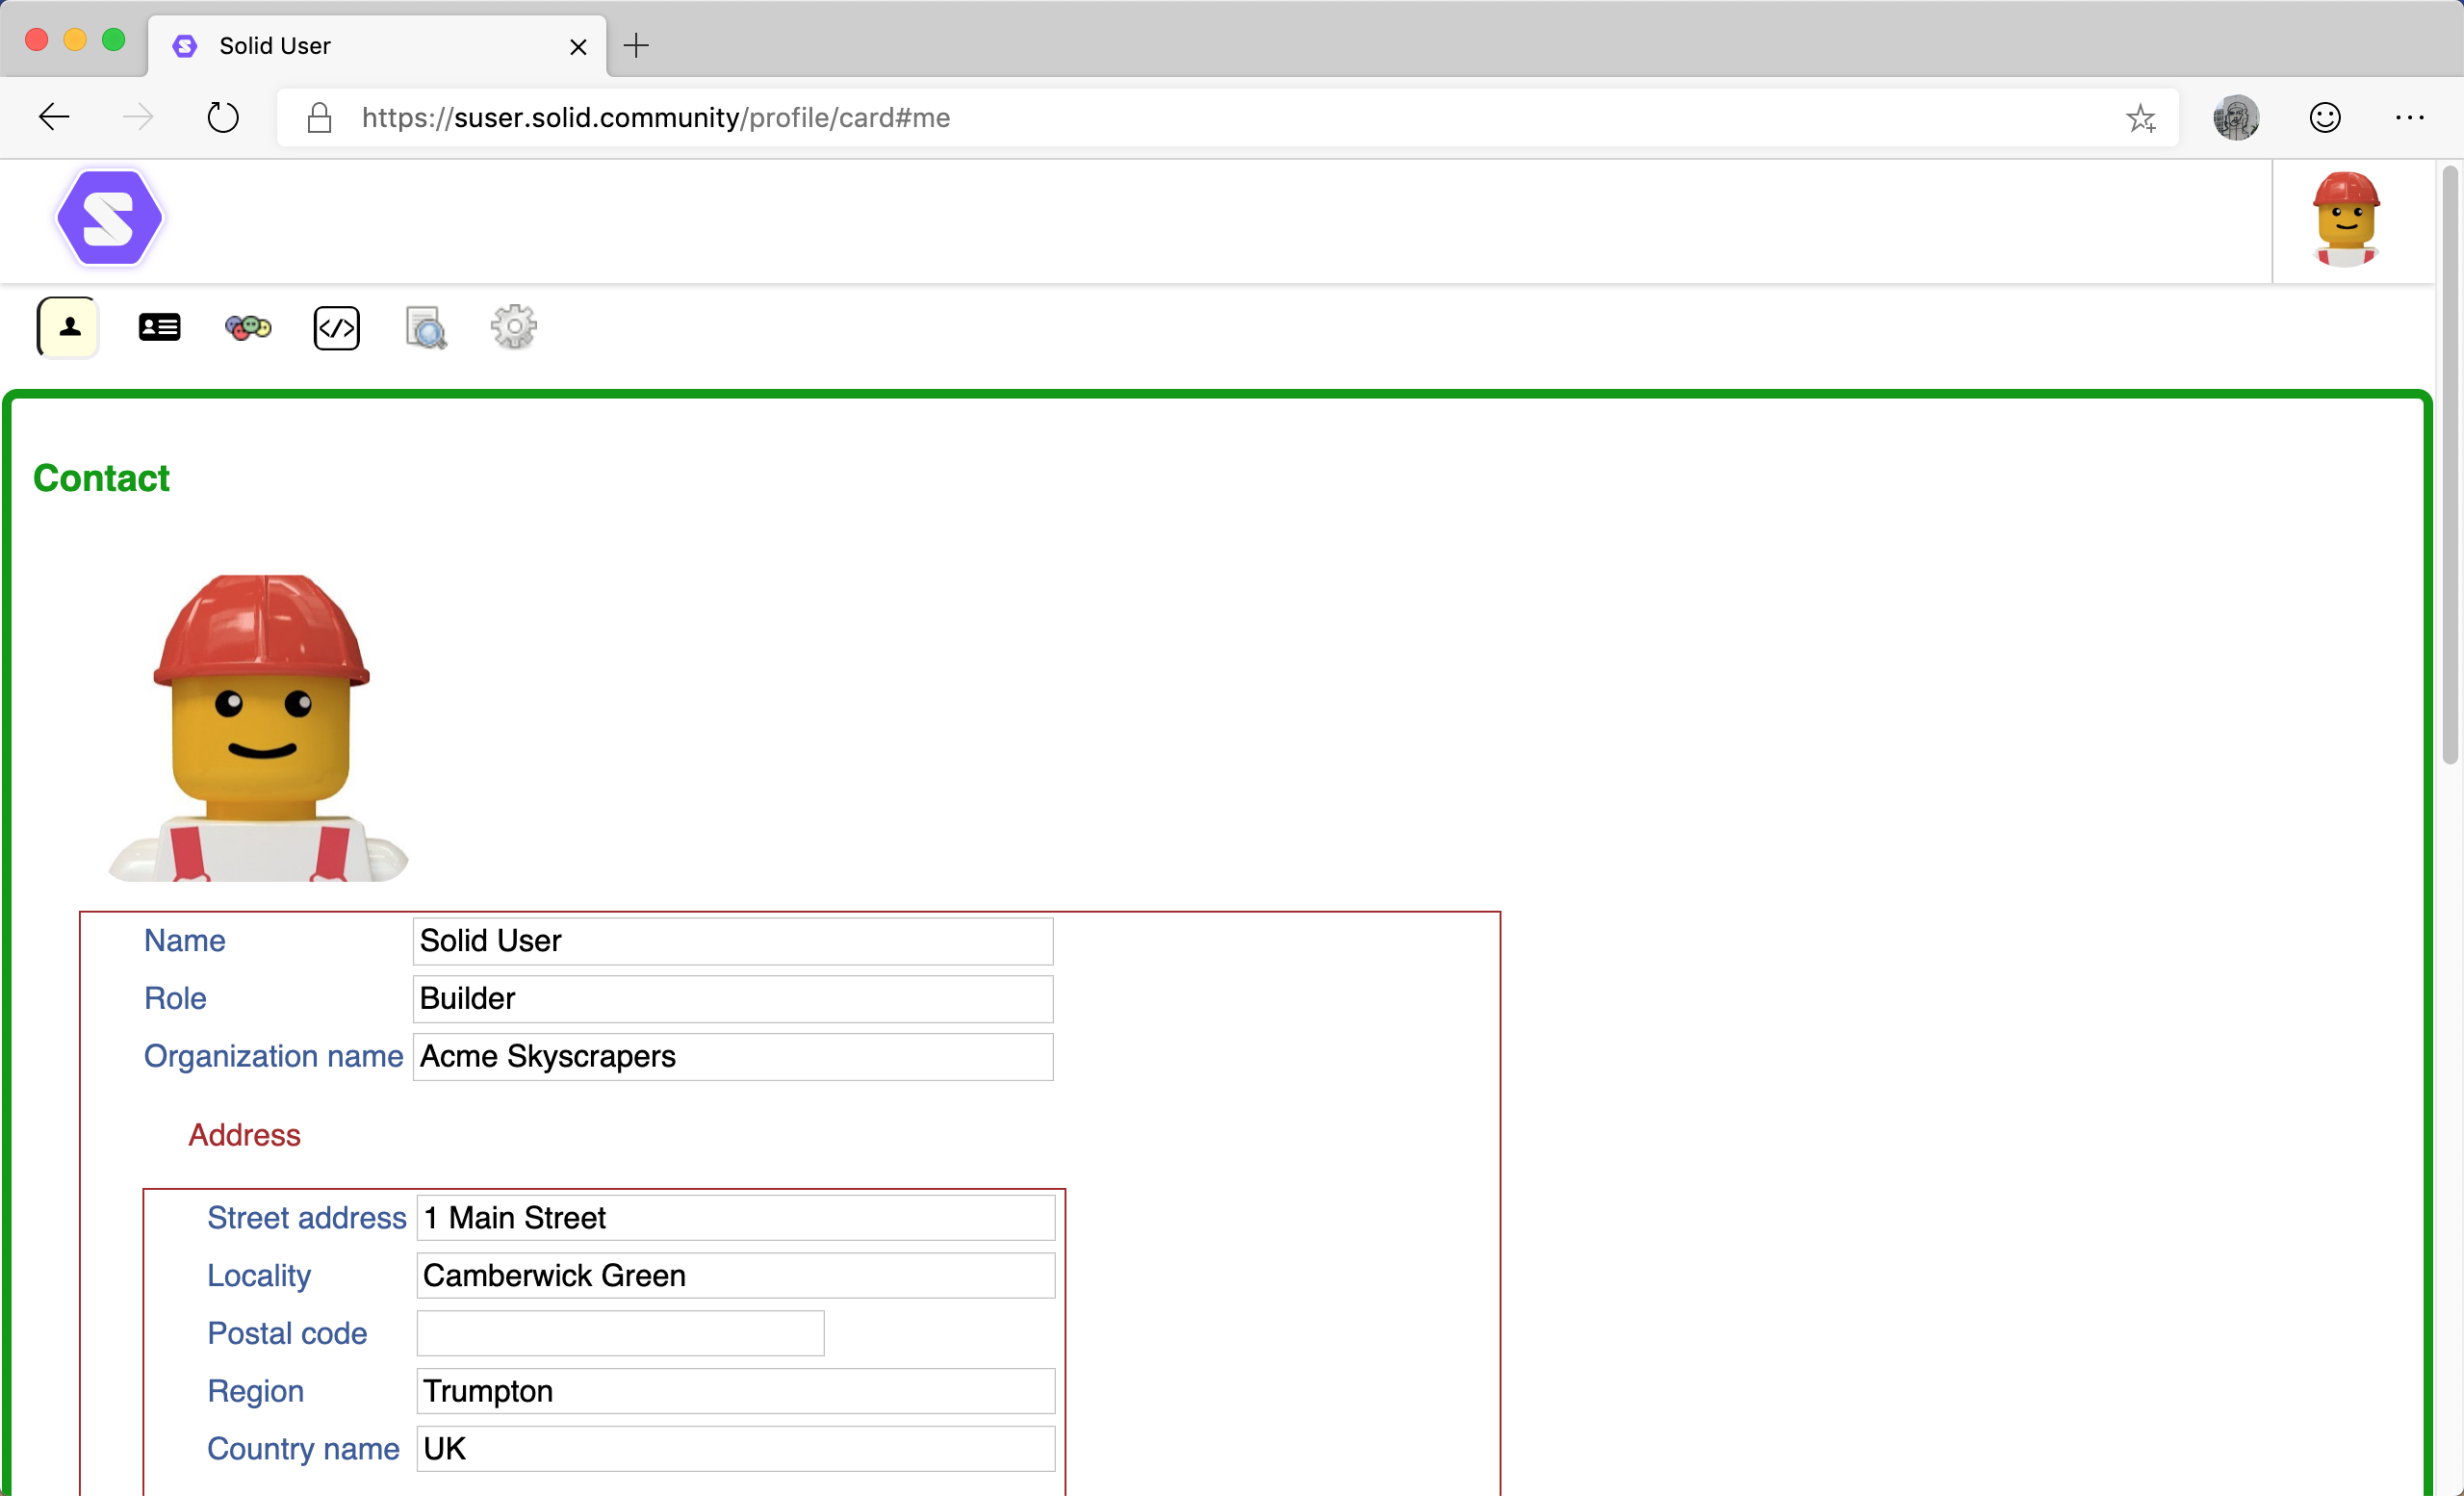 Solid User
https://suser.solid.community/profile/card#me
Contact
Name Solid User
Role Builder
Organization name Acme Skyscrapers
Address
Street address 1 Main Street
Locality Camberwick Green
Postal code
Region Trumpton
Country name UK